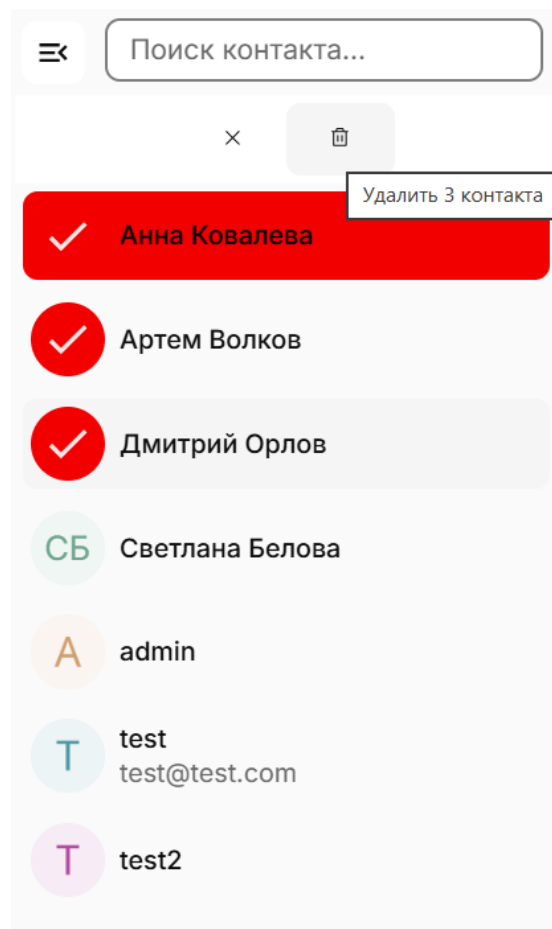 Поиск контакта...
Удалить 3 контакта
Анна Ковалева
Артем Волков
Дмитрий Орлов
СБ
Светлана Белова
A
admin
T
test
test@test.com
T
test2